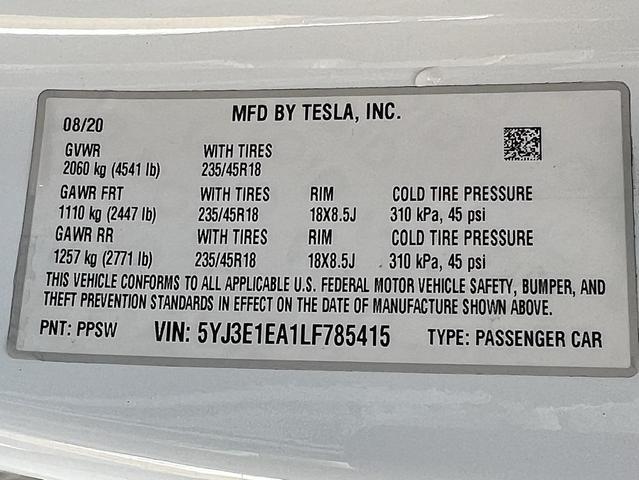 MFD BY TESLA, INC.
08/20
GVWR WITH TIRES
2060 kg (4541 lb) 235/45R18
GAWR FRT WITH TIRES RIM COLD TIRE PRESSURE
1110 kg (2447 lb) 235/45R18 18X8.5J 310 kPa, 45 psi
GAWR RR WITH TIRES RIM COLD TIRE PRESSURE
1257 kg (2771 lb) 235/45R18 18X8.5J 310 kPa, 45 psi
THIS VEHICLE CONFORMS TO ALL APPLICABLE U.S. FEDERAL MOTOR VEHICLE SAFETY, BUMPER, AND
THEFT PREVENTION STANDARDS IN EFFECT ON THE DATE OF MANUFACTURE SHOWN ABOVE.
PNT: PPSW VIN: 5YJ3E1EA1LF785415 TYPE: PASSENGER CAR